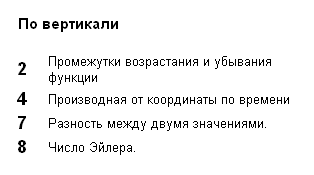 По вертикали
2 Промежутки возрастания и убывания
функции
4 Производная от координаты по времени
7 Разность между двумя значениями.
8 Число Эйлера.